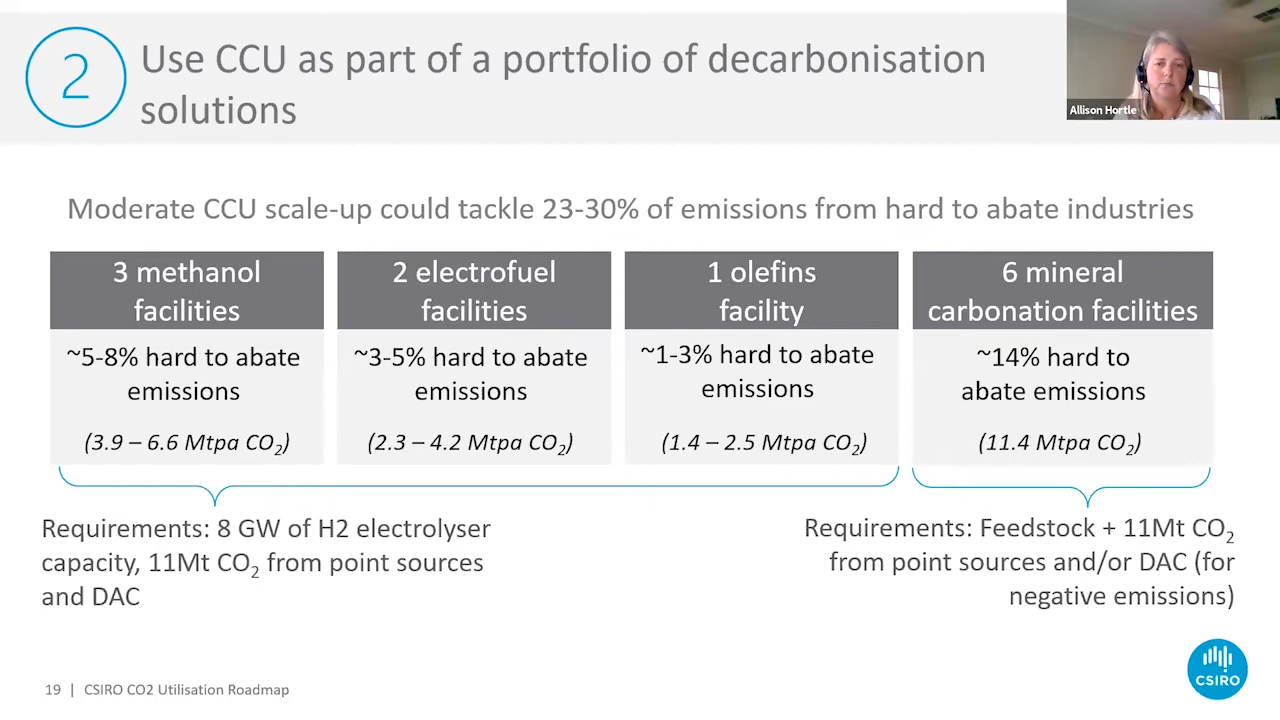 2
Use CCU as part of a portfolio of decarbonisation
solutions
Allison Hortle
Moderate CCU scale-up could tackle 23-30% of emissions from hard to abate industries
3 methanol
facilities
~5-8% hard to abate
emissions
(3.9 – 6.6 Mtpa CO₂)
2 electrofuel
facilities
~3-5% hard to abate
emissions
(2.3 – 4.2 Mtpa CO₂)
1 olefins
facility
~1-3% hard to abate
emissions
(1.4 – 2.5 Mtpa CO₂)
6 mineral
carbonation facilities
~14% hard to
abate emissions
(11.4 Mtpa CO₂)
Requirements: 8 GW of H2 electrolyser
capacity, 11Mt CO₂ from point sources
and DAC
Requirements: Feedstock + 11Mt CO₂
from point sources and/or DAC (for
negative emissions)
19 | CSIRO CO2 Utilisation Roadmap
CSIRO